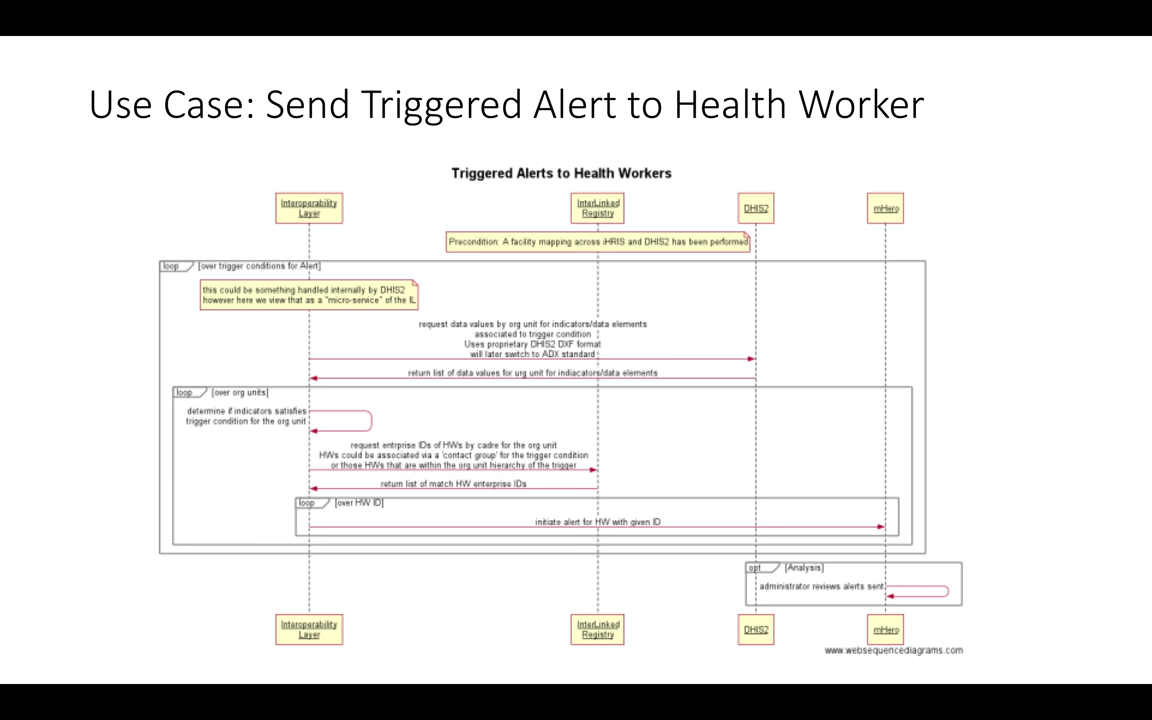 Use Case: Send Triggered Alert to Health Worker
Triggered Alerts to Health Workers
Interoperability
Layer
InterLinked
Registry
DHIS2
mHero
Precondition: A facility mapping across iHRIS and DHIS2 has been performed
loop
[over trigger conditions for Alert]
this could be something handled internally by DHIS2
however here we view that as a "micro-service" of the IL
request data values by org unit for indicators/data elements
associated to trigger condition
Uses proprietary DHIS2 DXF format
will later switch to ADX standard
return list of data values for urg unit for indiacators/data elements
loop
[over org units]
determine if indicators satisfies
trigger condition for the org unit
request entrprise IDs of HWs by cadre for the org unit
HWs could be associated via a 'contact group' for the trigger condition
or those HWs that are within the org unit hierarchy of the trigger
return list of match HW enterprise IDs
loop
[over HW ID]
initiate alert for HW with given ID
opt
[Analysis]
administrator reviews alerts sent
Interoperability
Layer
InterLinked
Registry
DHIS2
mHero
www.websequencediagrams.com